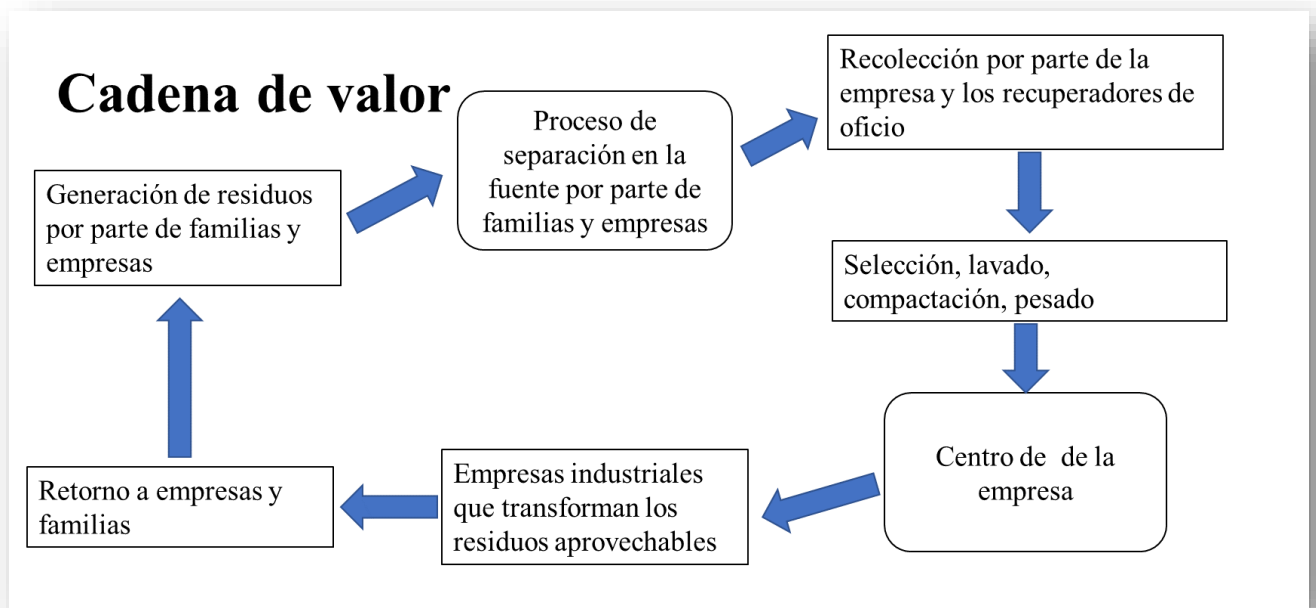 Cadena de valor
Generación de residuos
por parte de familias y
empresas
Proceso de
separación en la
fuente por parte de
familias y empresas
Recolección por parte de la
empresa y los recuperadores de
oficio
Selección, lavado,
compactación, pesado
Centro de  de la
empresa
Empresas industriales
que transforman los
residuos aprovechables
Retorno a empresas y
familias